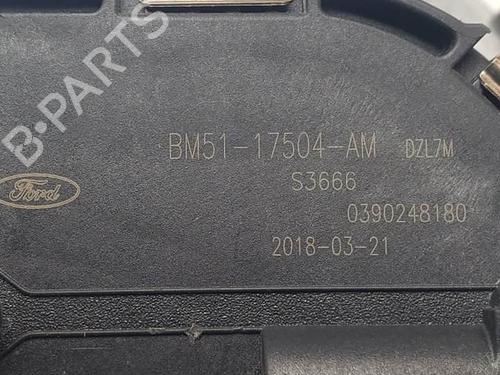 B-PARTS
BM51-17504-AM DZL7M
S3666
Ford
0390248180
2018-03-21